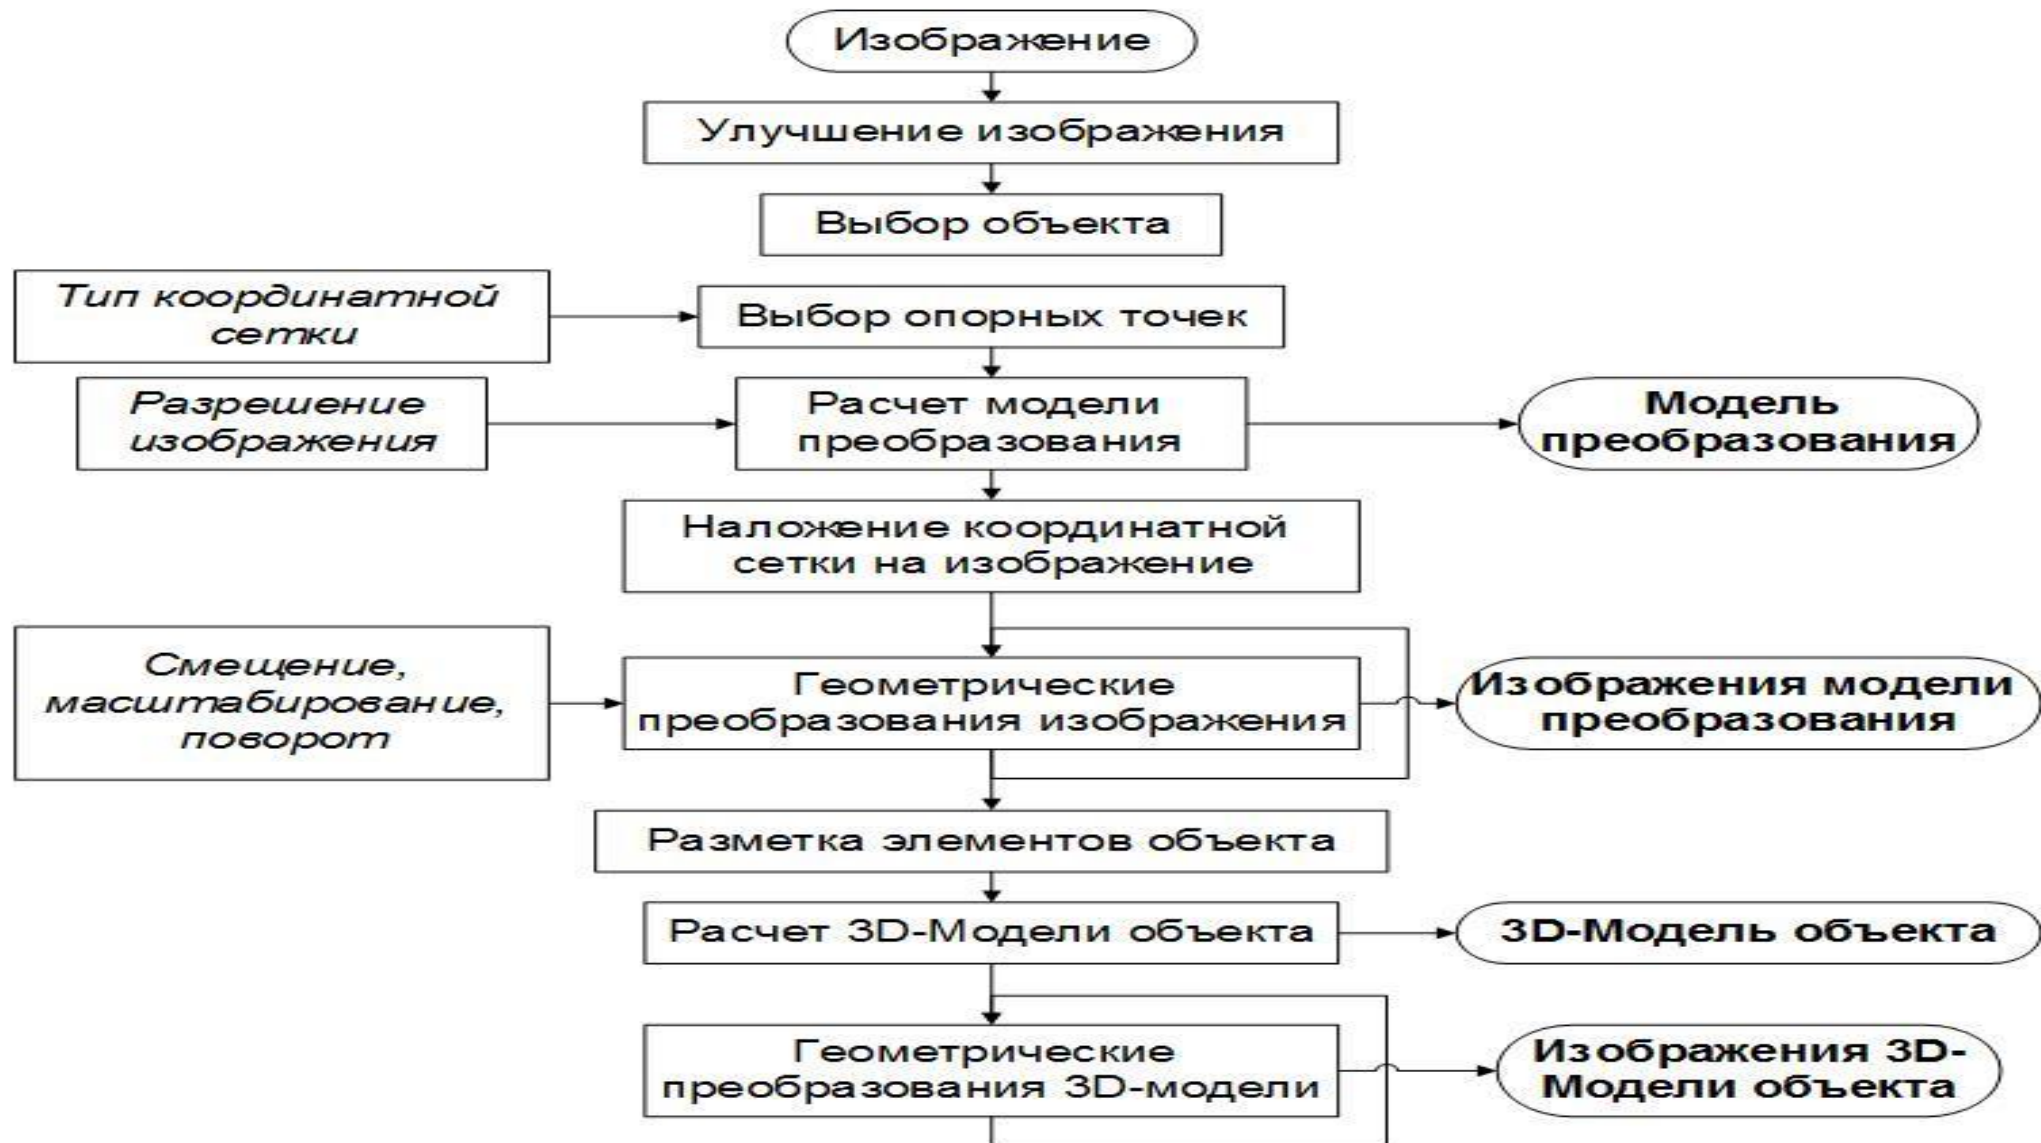 Изображение
Улучшение изображения
Выбор объекта
Тип координатной
сетки
Выбор опорных точек
Разрешение
изображения
Расчет модели
преобразования
Модель
преобразования
Наложение координатной
сетки на изображение
Смещение,
масштабирование,
поворот
Геометрические
преобразования изображения
Изображения модели
преобразования
Разметка элементов объекта
Расчет 3D-Модели объекта
3D-Модель объекта
Геометрические
преобразования 3D-модели
Изображения 3D-
Модели объекта